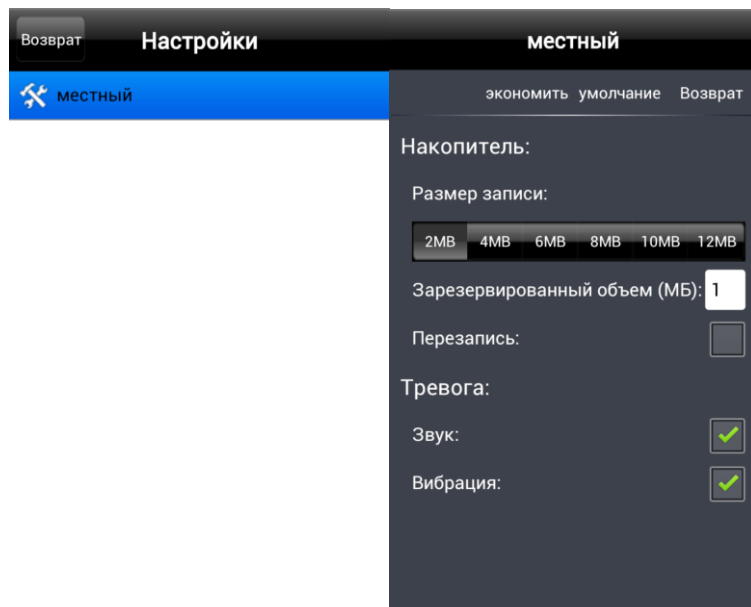 Возврат Настройки
местный
местный
экономить умолчание Возврат
Накопитель:
Размер записи:
2MB 4MB 6MB 8MB 10MB 12MB
Зарезервированный объем (МБ): 1
Перезапись:
Тревога:
Звук:
Вибрация: